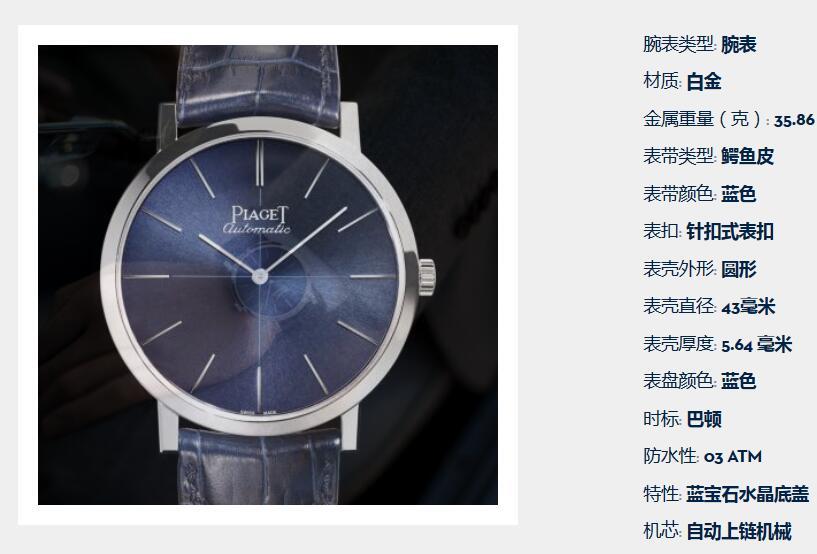 PIAGET
Automatic
SWISS MADE
腕表类型: 腕表
材质: 白金
金属重量（克）: 35.86
表带类型: 鳄鱼皮
表带颜色: 蓝色
表扣: 针扣式表扣
表壳外形: 圆形
表壳直径: 43毫米
表壳厚度: 5.64 毫米
表盘颜色: 蓝色
时标: 巴顿
防水性: 03 ATM
特性: 蓝宝石水晶底盖
机芯: 自动上链机械